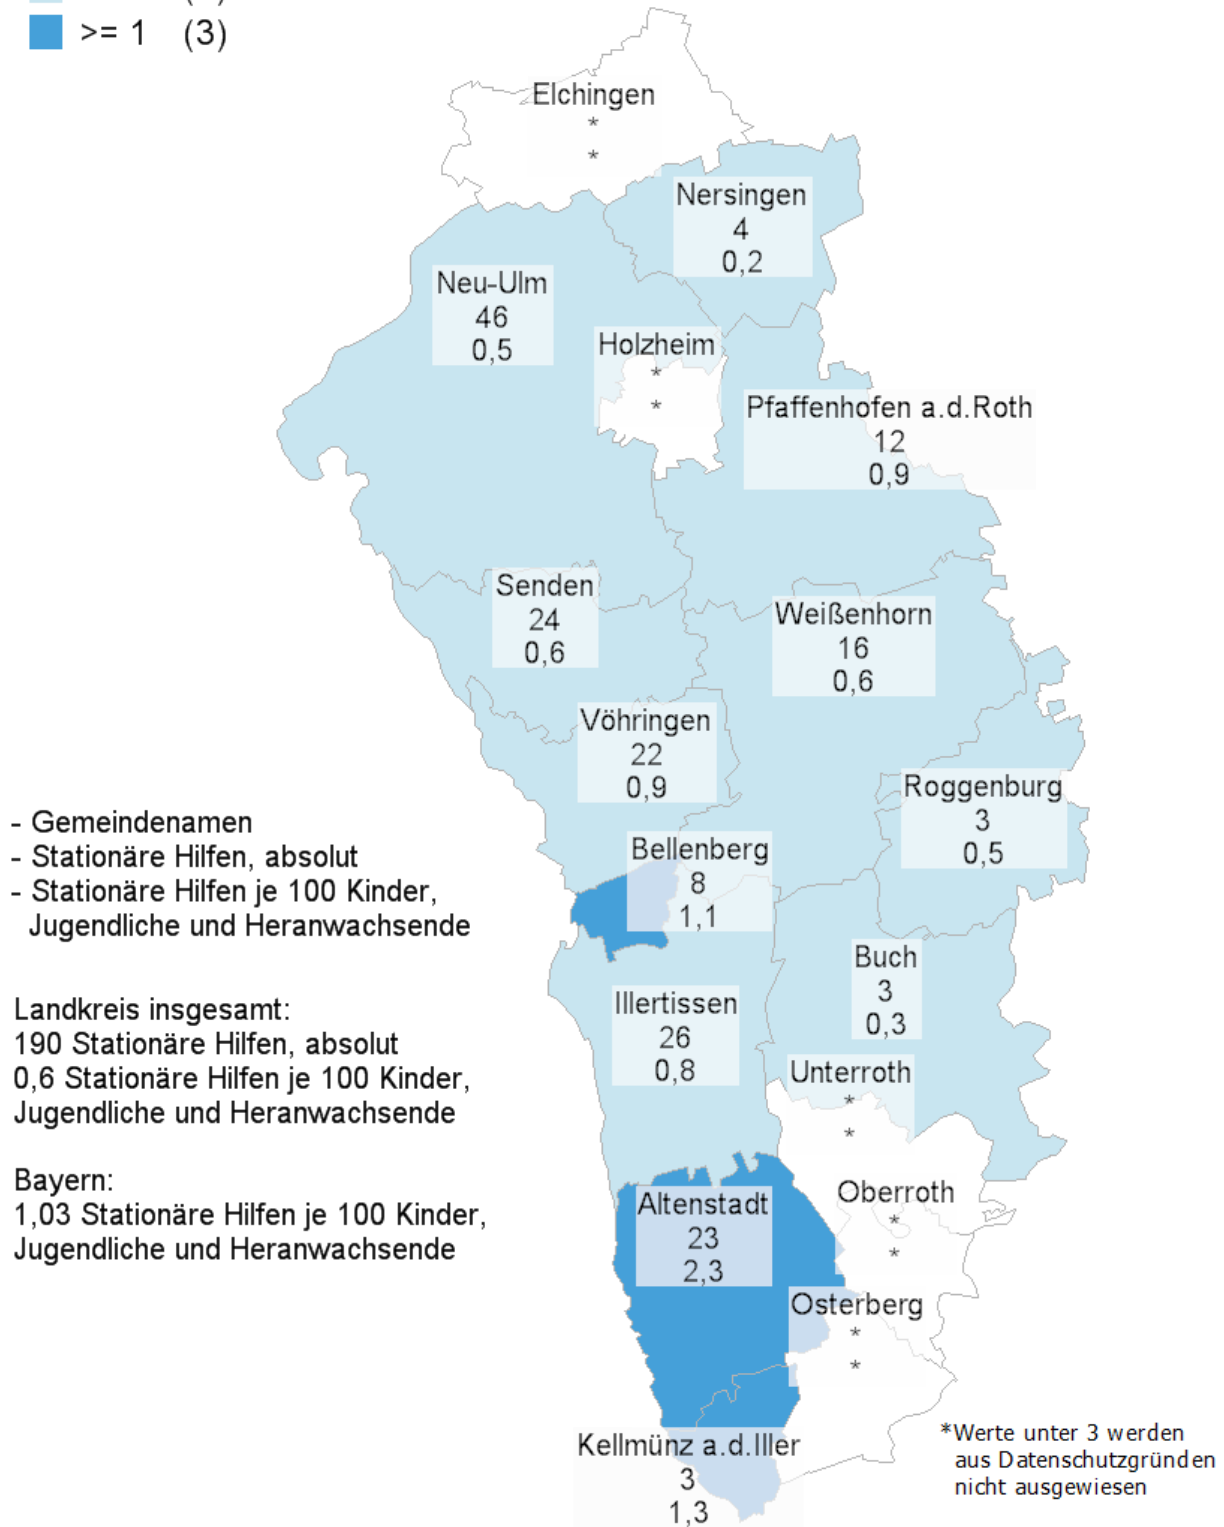 >= 1 (3)
Elchingen
*
*
Nersingen
4
0,2
Neu-Ulm
46
0,5
Holzheim
*
*
Pfaffenhofen a.d.Roth
12
0,9
Senden
24
0,6
Weißenhorn
16
0,6
Vöhringen
22
0,9
Roggenburg
3
0,5
Bellenberg
8
1,1
Buch
3
0,3
Illertissen
26
0,8
Unterroth
*
*
Oberroth
*
*
Altenstadt
23
2,3
Osterberg
*
*
Kellmünz a.d.Iller
3
1,3
- Gemeindenamen
- Stationäre Hilfen, absolut
- Stationäre Hilfen je 100 Kinder,
Jugendliche und Heranwachsende
Landkreis insgesamt:
190 Stationäre Hilfen, absolut
0,6 Stationäre Hilfen je 100 Kinder,
Jugendliche und Heranwachsende
Bayern:
1,03 Stationäre Hilfen je 100 Kinder,
Jugendliche und Heranwachsende
*Werte unter 3 werden
aus Datenschutzgründen
nicht ausgewiesen